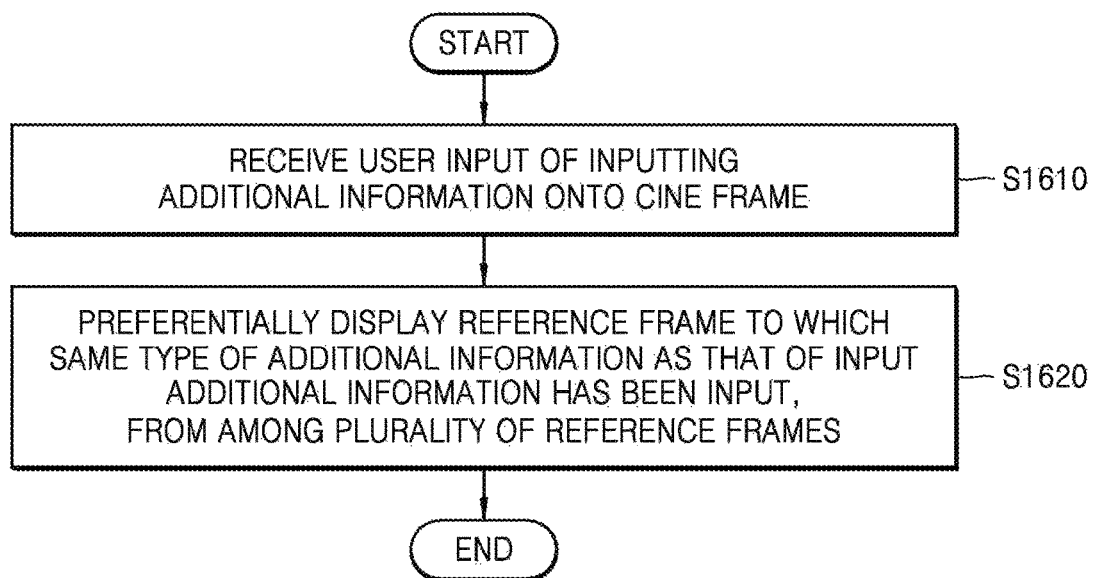 START
RECEIVE USER INPUT OF INPUTTING
ADDITIONAL INFORMATION ONTO CINE FRAME
S1610
PREFERENTIALLY DISPLAY REFERENCE FRAME TO WHICH
SAME TYPE OF ADDITIONAL INFORMATION AS THAT OF INPUT
ADDITIONAL INFORMATION HAS BEEN INPUT,
FROM AMONG PLURALITY OF REFERENCE FRAMES
S1620
END